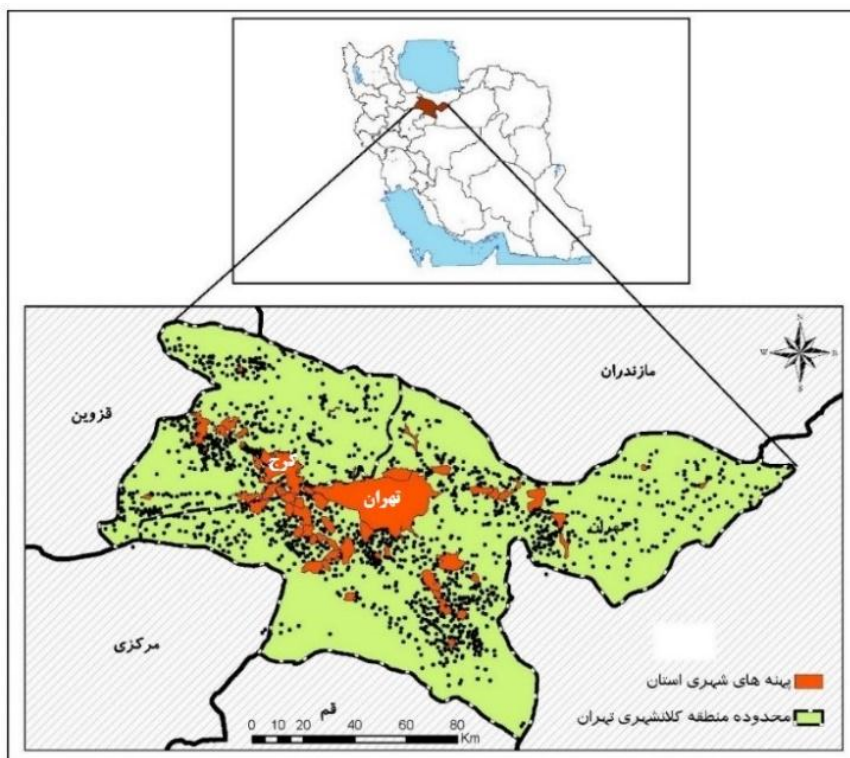 N
W
E
S
مازندران
قزوین
کرج
تهران
تهران
مرکزی
قم
پهنه های شهری استان
محدوده منطقه کلانشهری تهران
0 10 20 40 60 80
Km